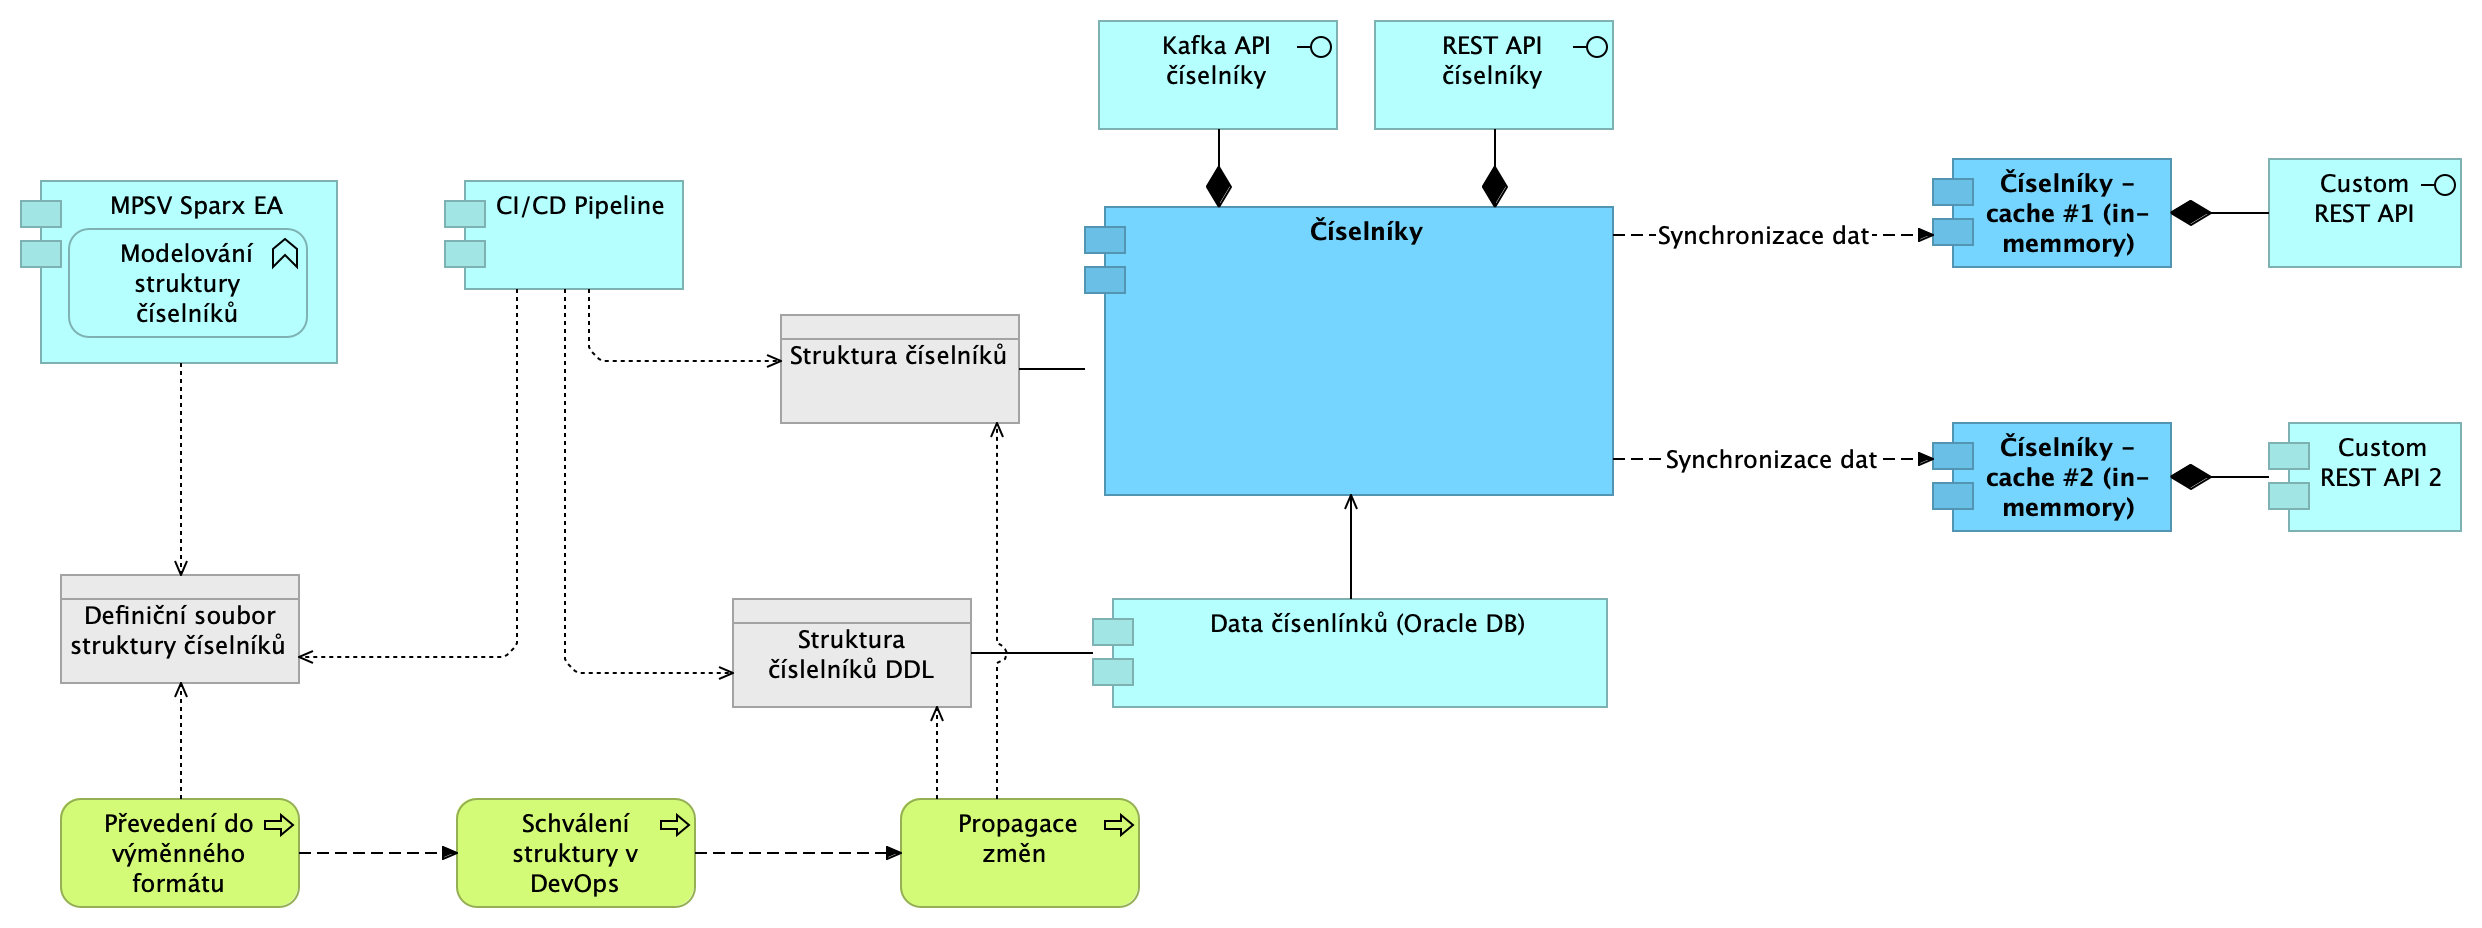 Kafka API
číselníky
REST API
číselníky
MPSV Sparx EA
Modelování
struktury
číselníků
CI/CD Pipeline
Číselníky
Synchronizace dat
Číselníky –
cache #1 (in-
memmory)
Custom
REST API
Struktura číselníků
Synchronizace dat
Číselníky –
cache #2 (in-
memmory)
Custom
REST API 2
Definiční soubor
struktury číselníků
Struktura
číslelníků DDL
Data čísenlínků (Oracle DB)
Převedení do
výměnného
formátu
Schválení
struktury v
DevOps
Propagace
změn